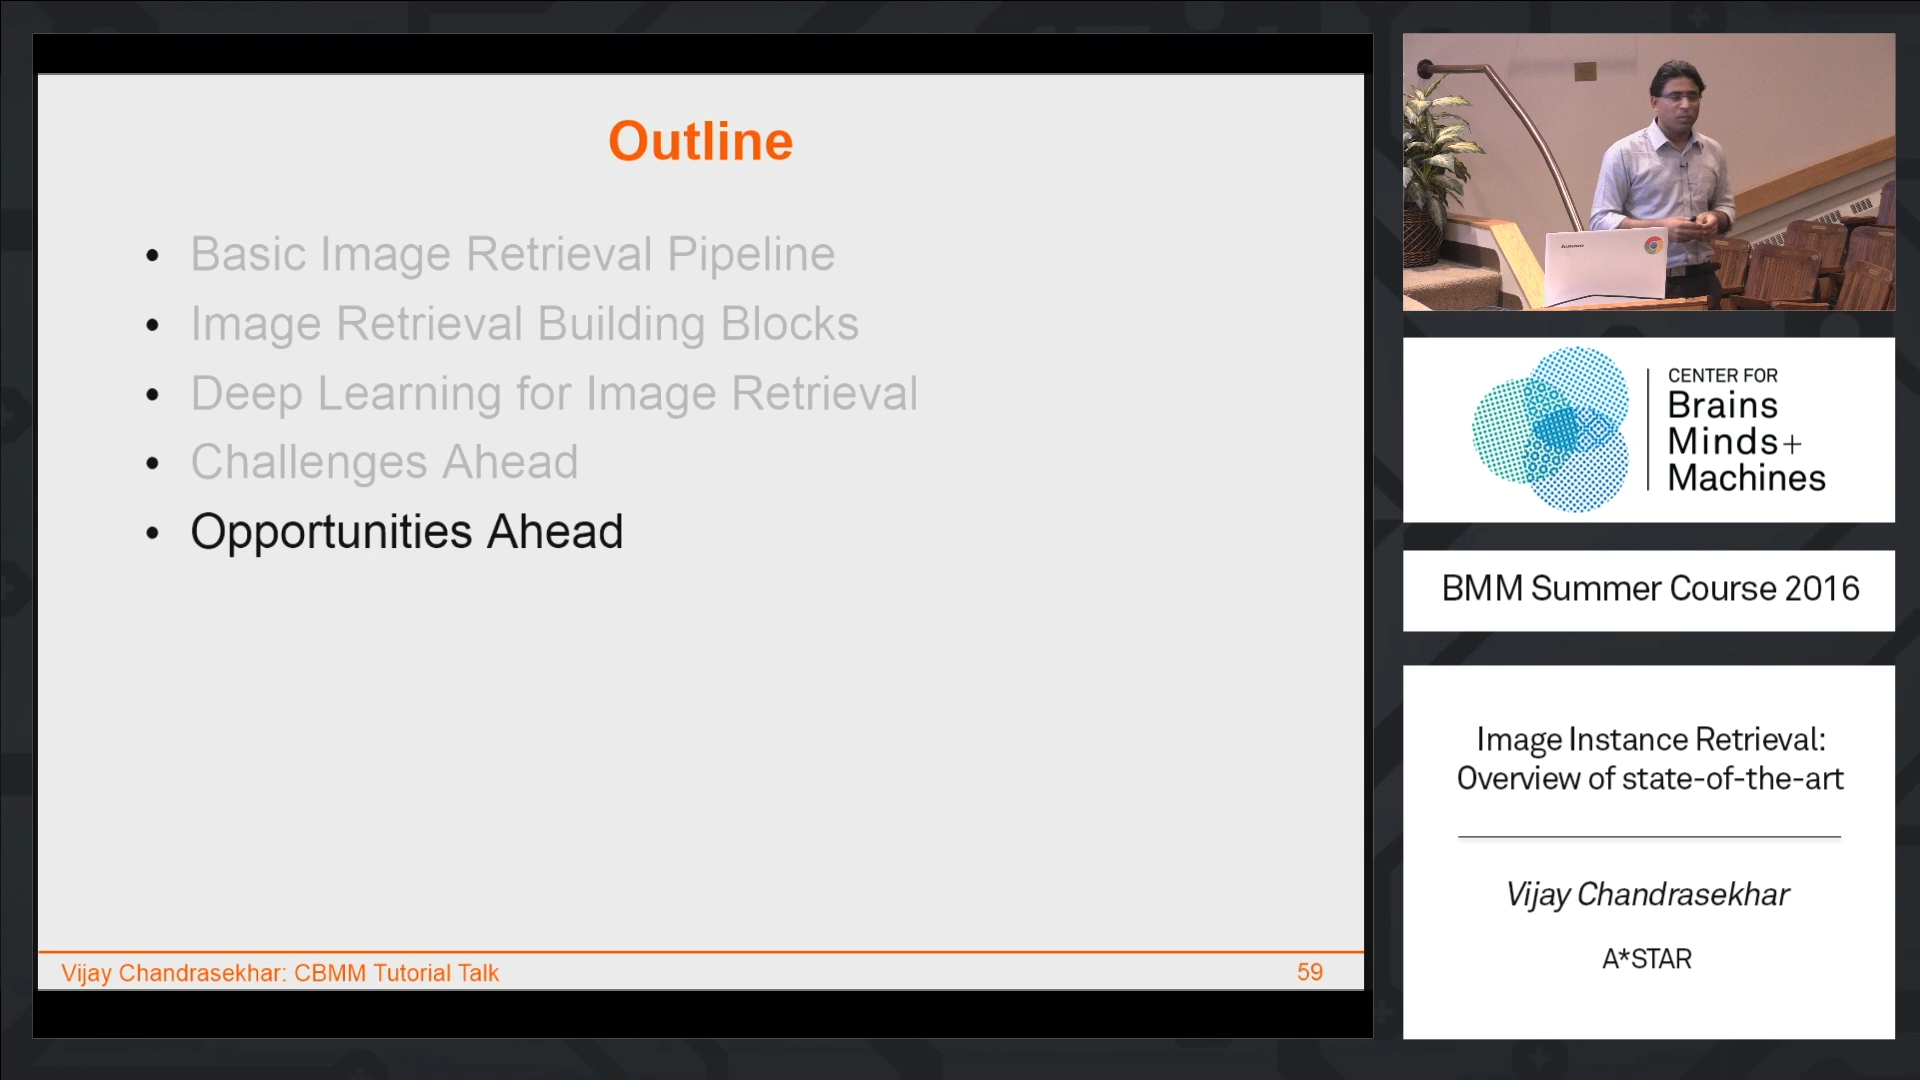 Outline
• Basic Image Retrieval Pipeline
• Image Retrieval Building Blocks
• Deep Learning for Image Retrieval
• Challenges Ahead
• Opportunities Ahead
Vijay Chandrasekhar: CBMM Tutorial Talk
59
lenovo
CENTER FOR
Brains
Minds+
Machines
BMM Summer Course 2016
Image Instance Retrieval:
Overview of state-of-the-art
Vijay Chandrasekhar
A*STAR